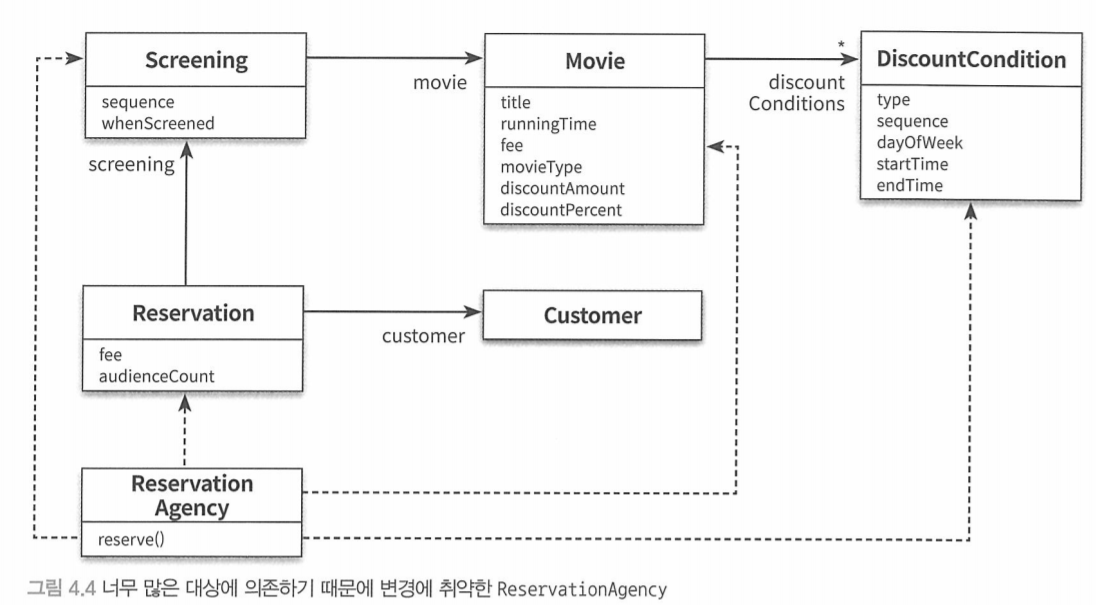 Screening
sequence
whenScreened
movie
Movie
title
runningTime
fee
movieType
discountAmount
discountPercent
*
discount
Conditions
DiscountCondition
type
sequence
dayOfWeek
startTime
endTime
screening
Reservation
fee
audienceCount
customer
Customer
Reservation
Agency
reserve()
그림 4.4 너무 많은 대상에 의존하기 때문에 변경에 취약한 ReservationAgency